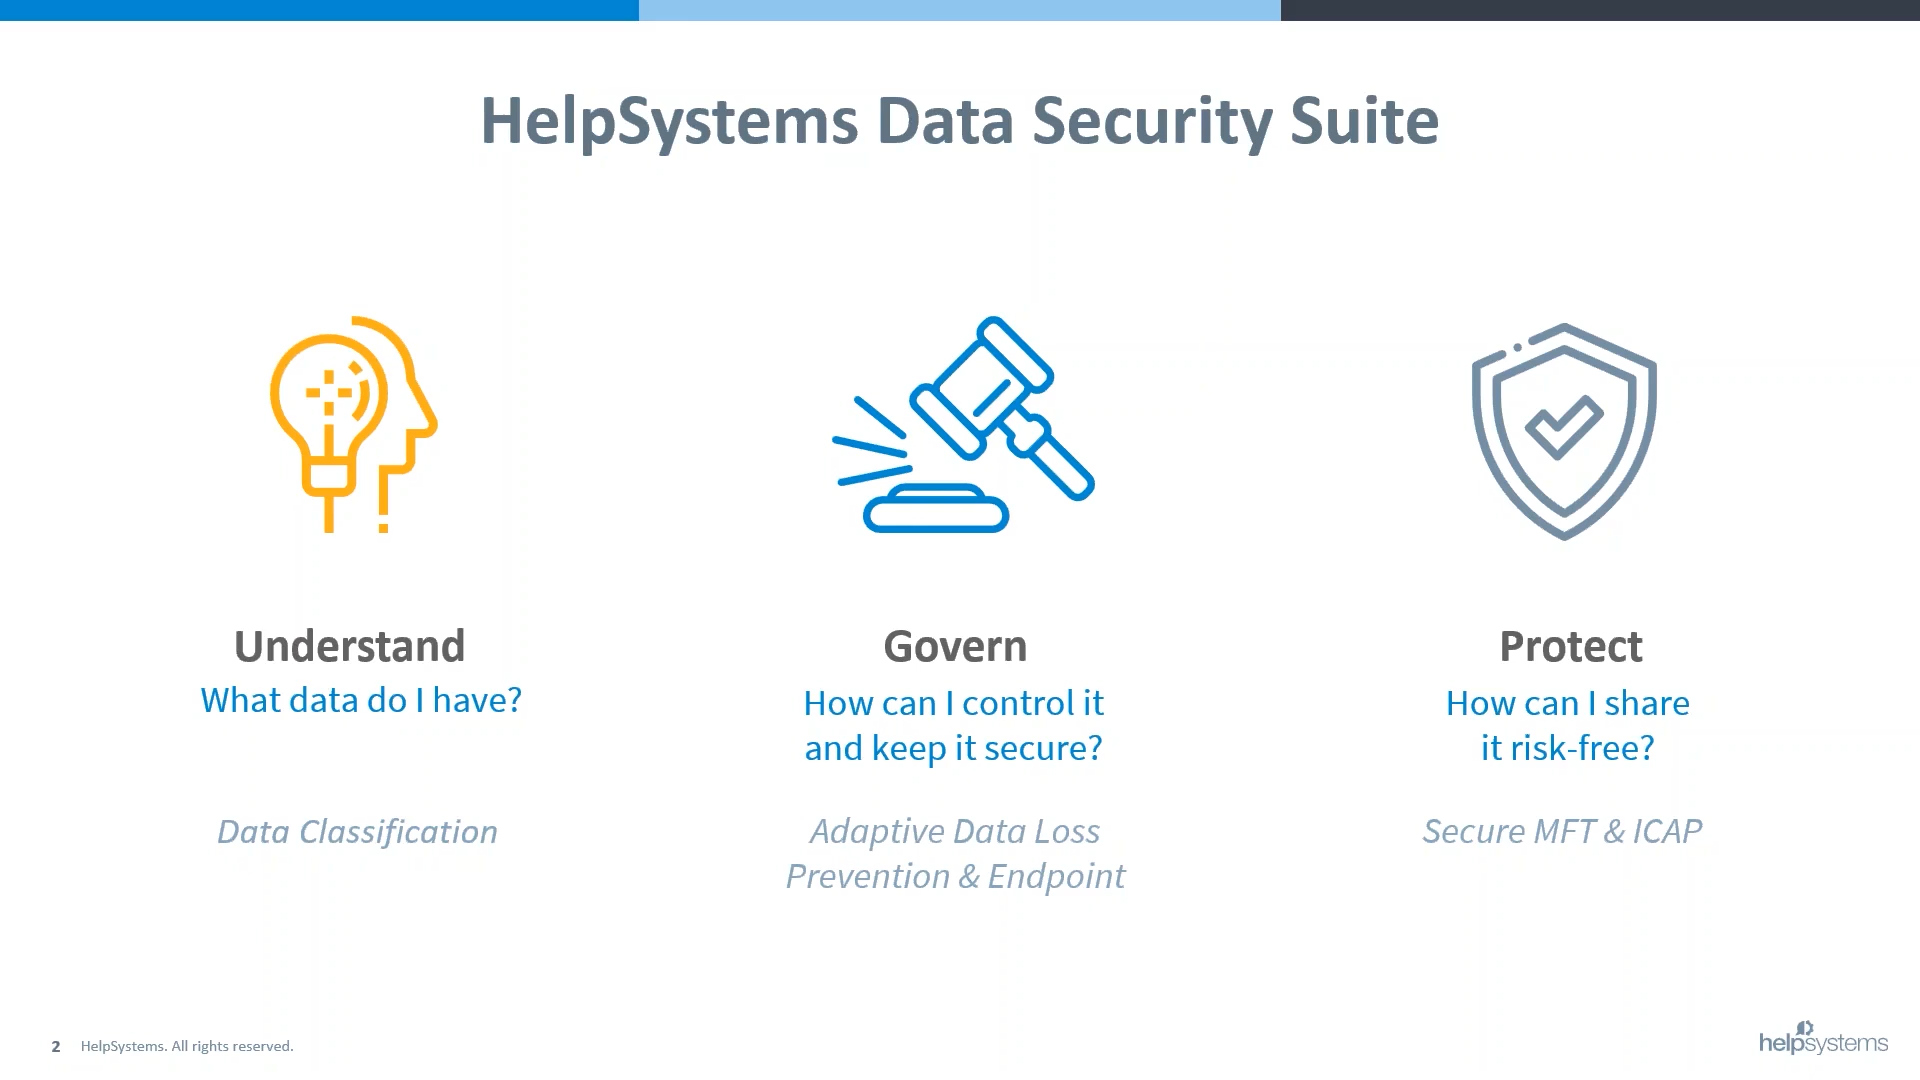 HelpSystems Data Security Suite
Understand
What data do I have?
Data Classification
Govern
How can I control it
and keep it secure?
Adaptive Data Loss
Prevention & Endpoint
Protect
How can I share
it risk-free?
Secure MFT & ICAP
2 HelpSystems. All rights reserved.
helpsystems